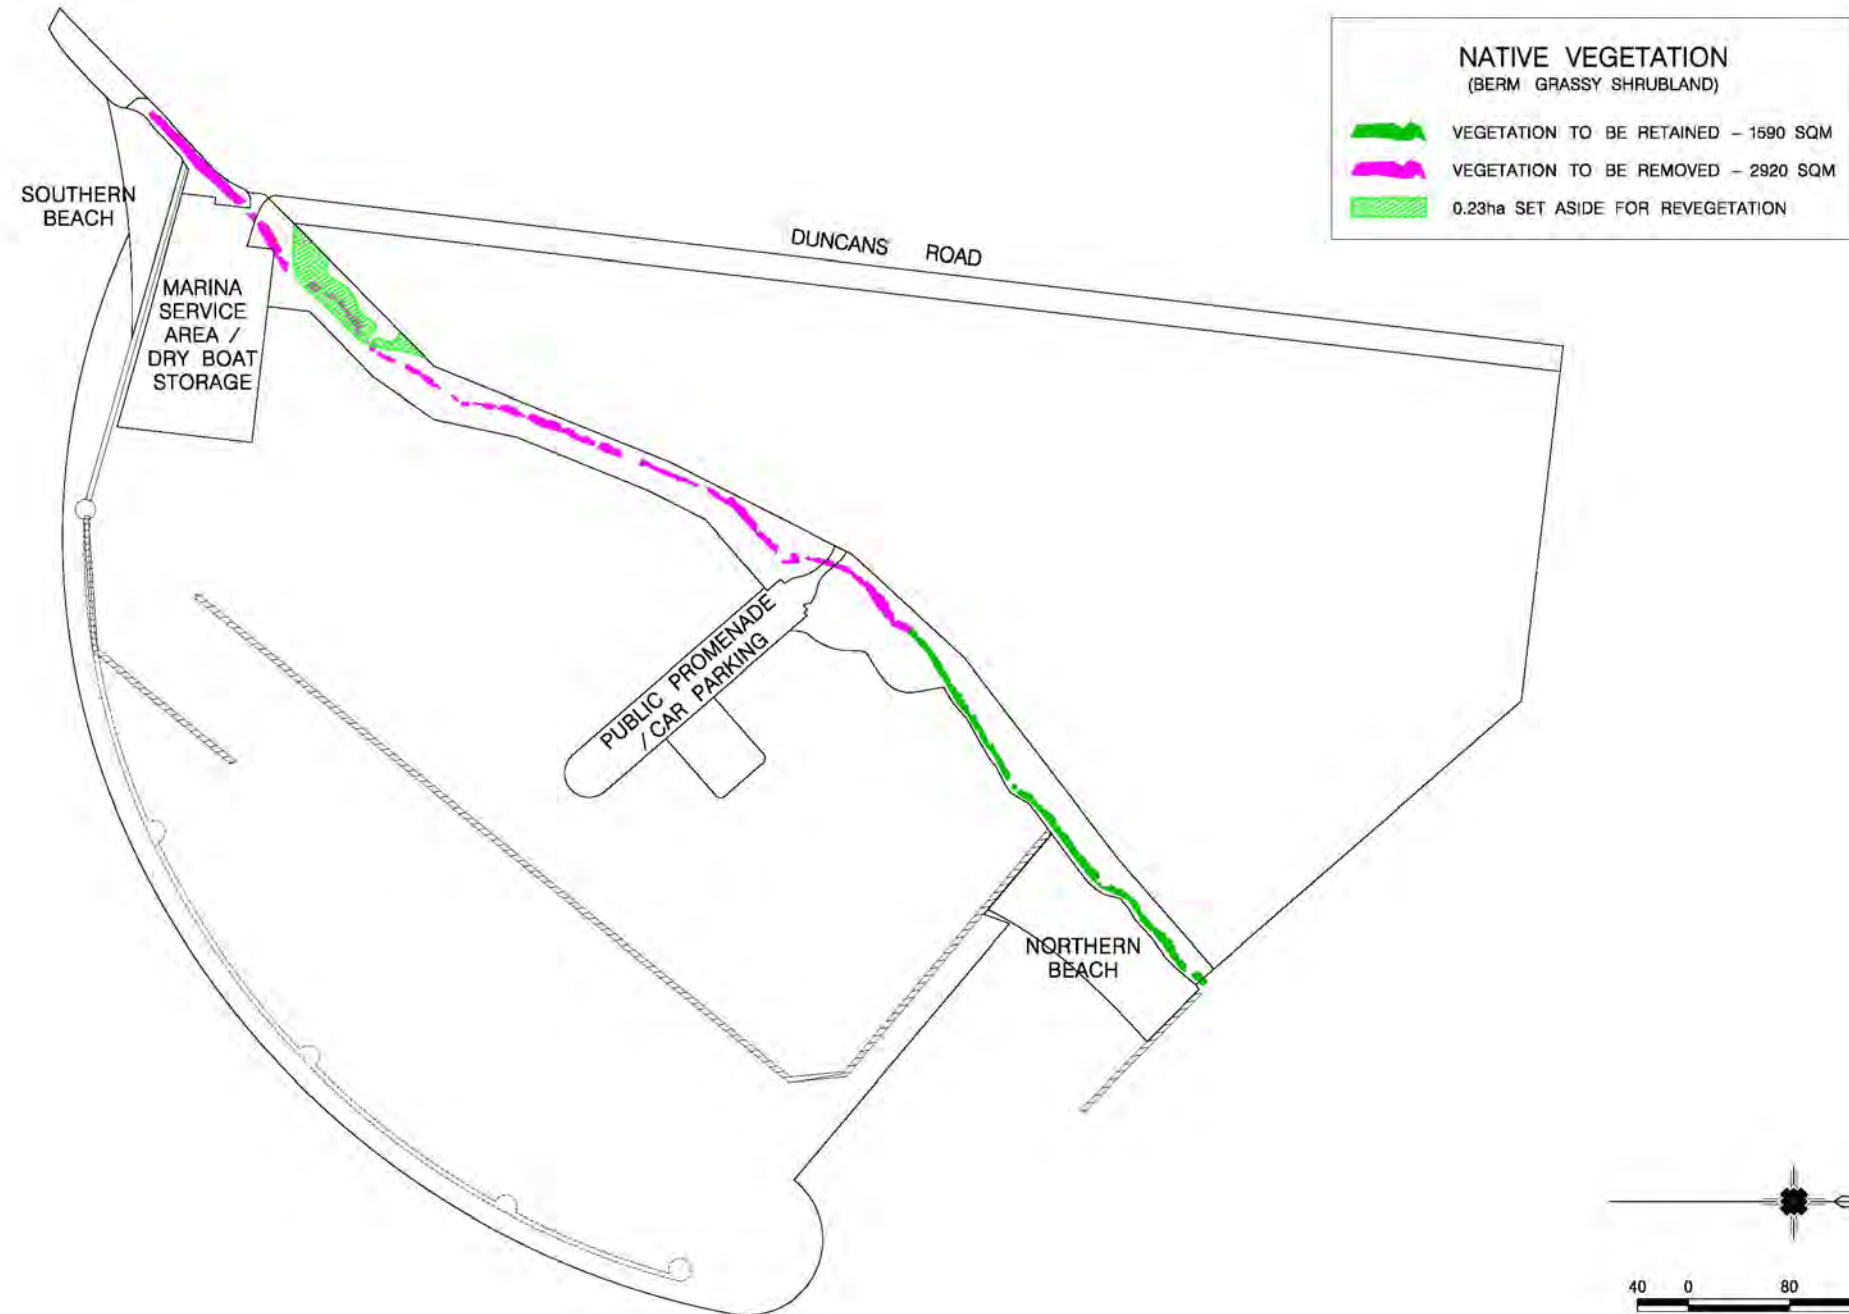 NATIVE VEGETATION
(BERM GRASSY SHRUBLAND)
VEGETATION TO BE RETAINED - 1590 SQM
VEGETATION TO BE REMOVED - 2920 SQM
0.23ha SET ASIDE FOR REVEGETATION
SOUTHERN
BEACH
DUNCANS ROAD
MARINA
SERVICE
AREA /
DRY BOAT
STORAGE
PUBLIC PROMENADE
/ CAR PARKING
NORTHERN
BEACH
40 0 80